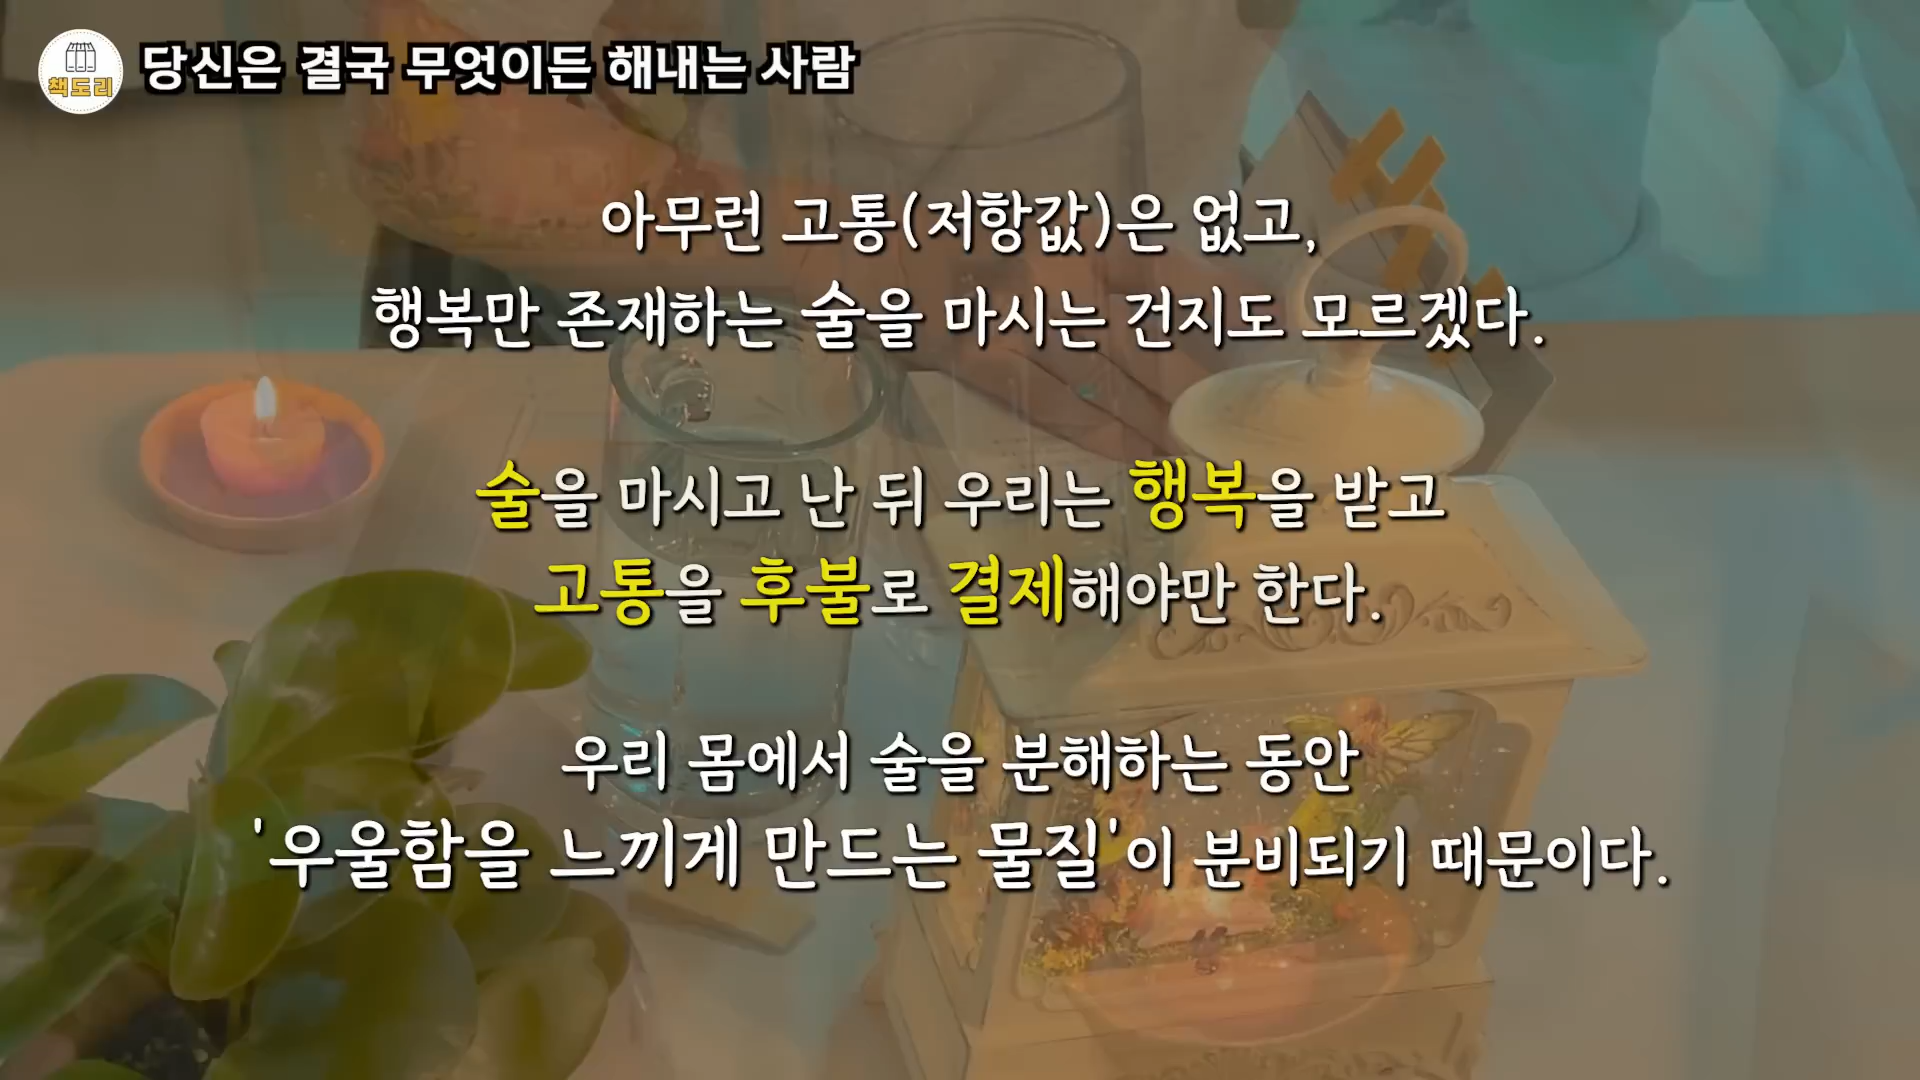 책도리
당신은 결국 무엇이든 해내는 사람
아무런 고통(저항값)은 없고,
행복만 존재하는 술을 마시는 건지도 모르겠다.
술을 마시고 난 뒤 우리는 행복을 받고
고통을 후불로 결제해야만 한다.
우리 몸에서 술을 분해하는 동안
'우울함을 느끼게 만드는 물질'이 분비되기 때문이다.